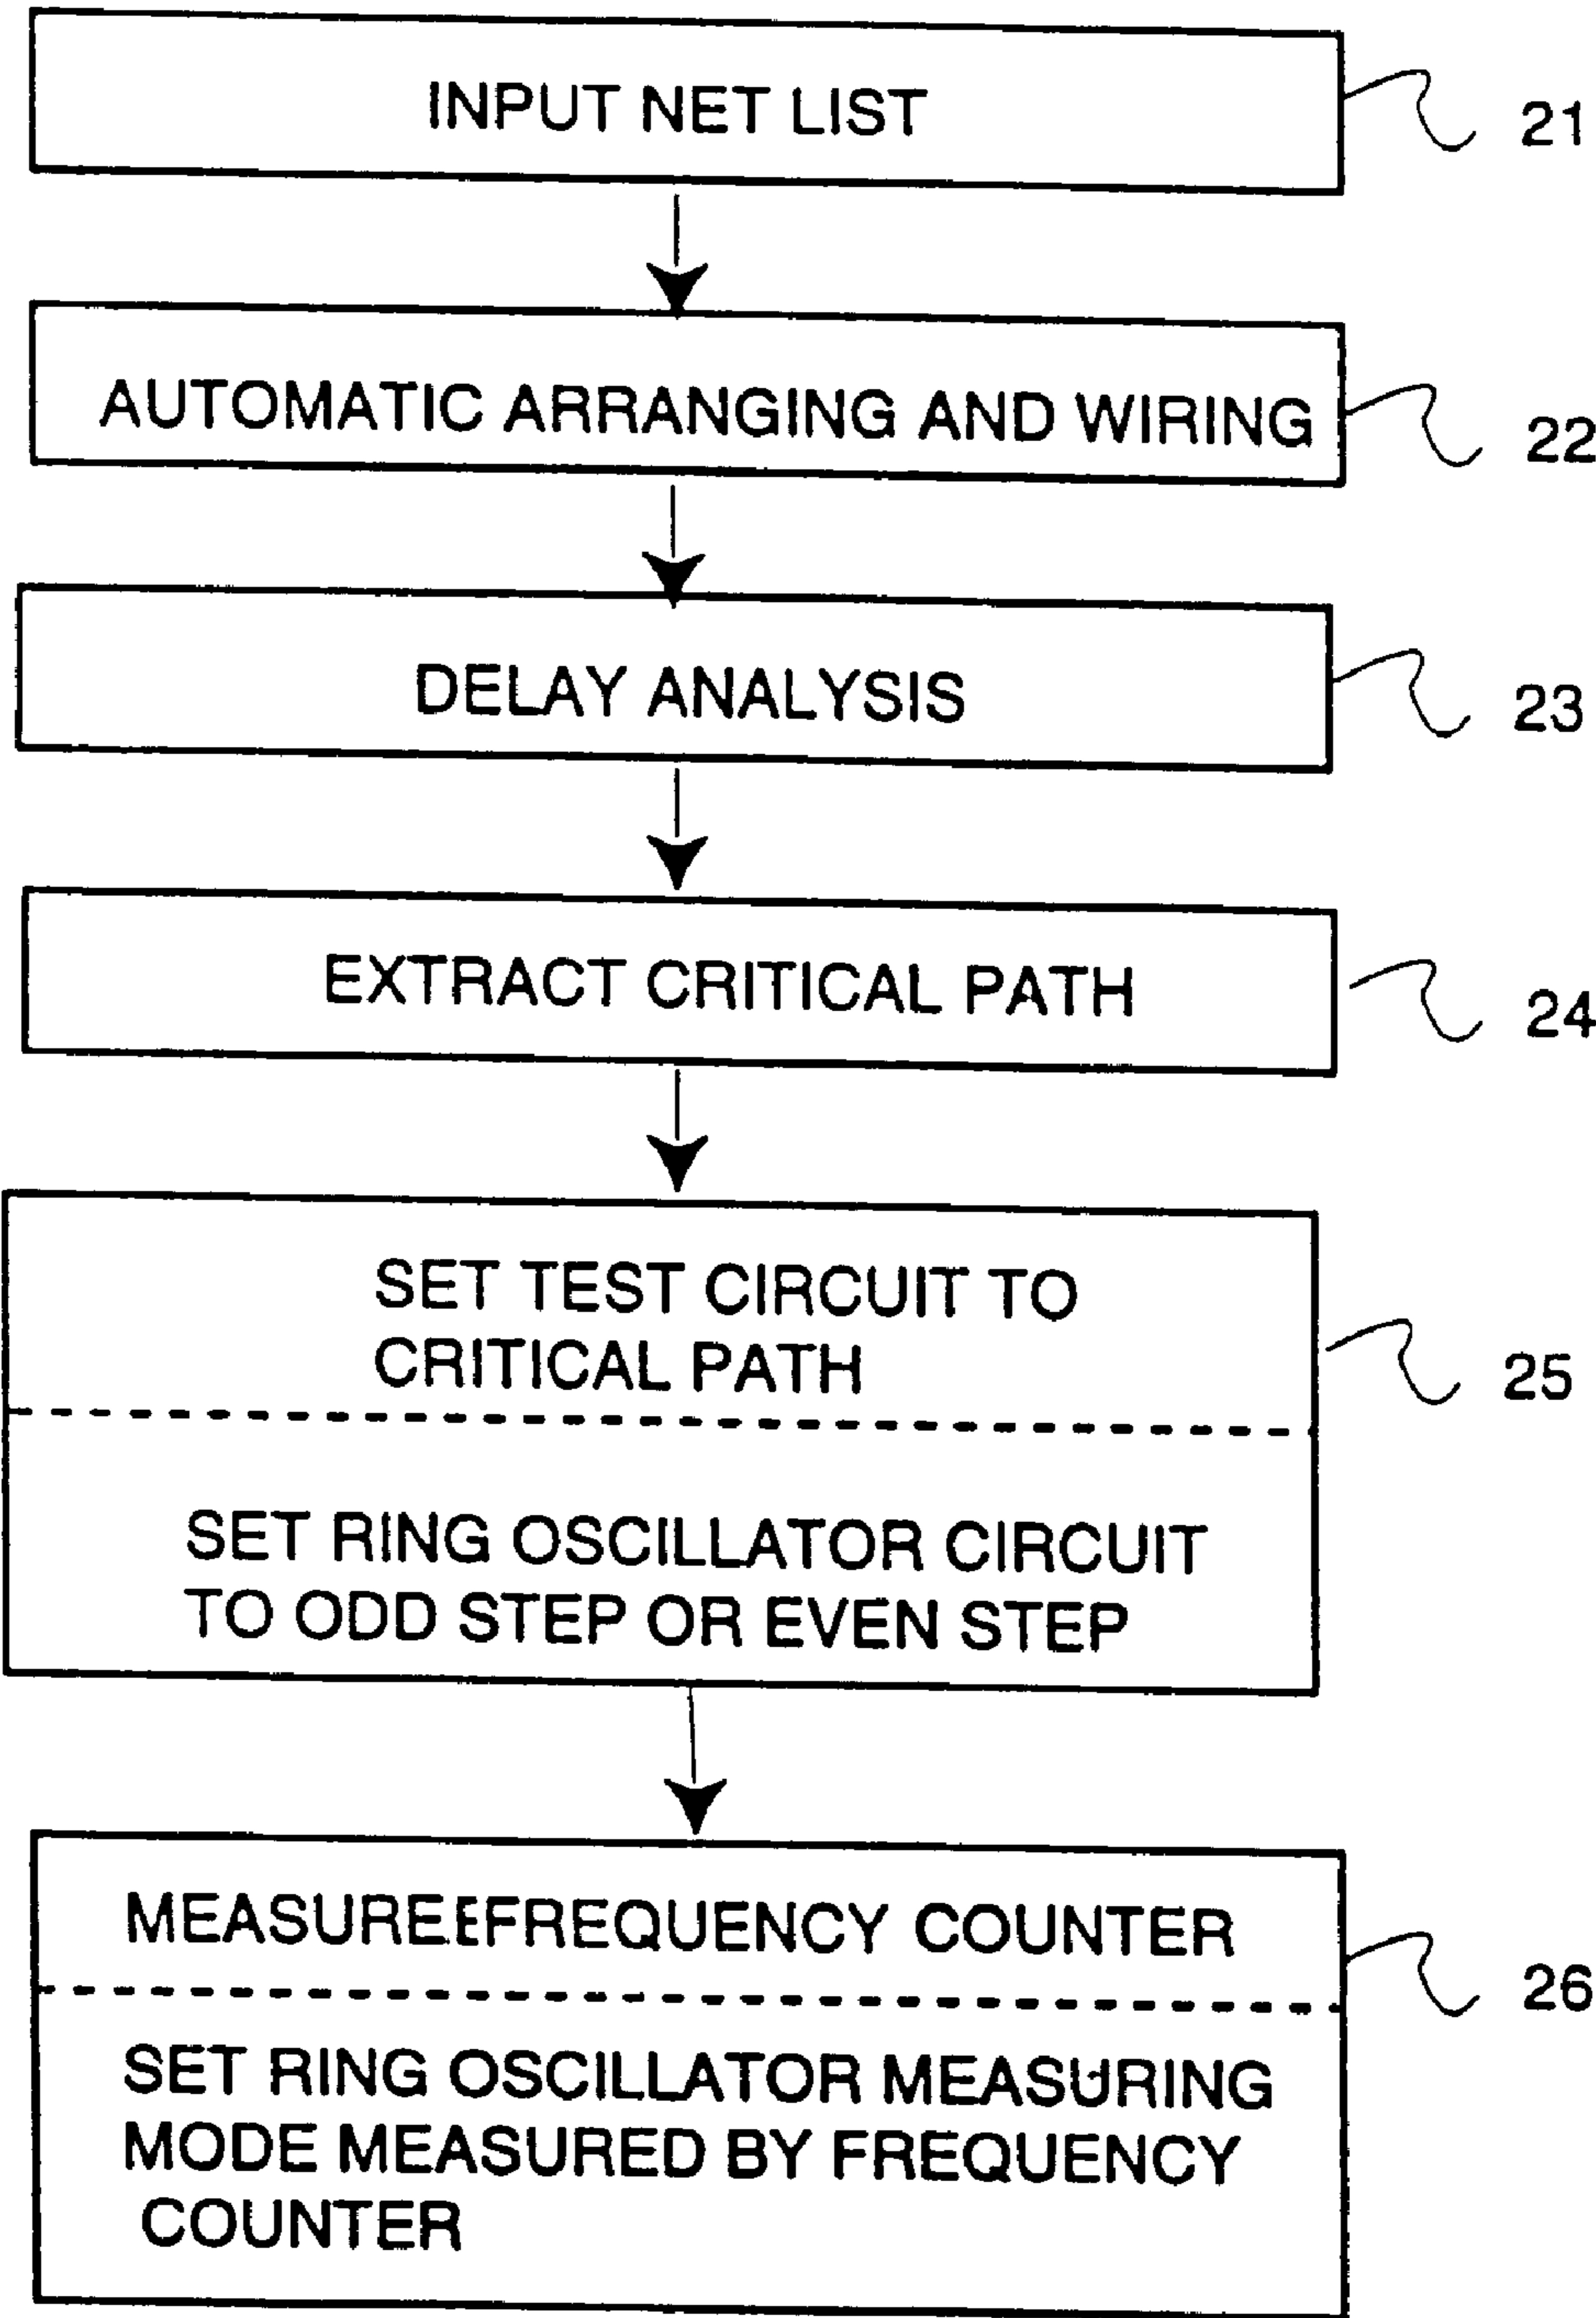 INPUT NET LIST
21
AUTOMATIC ARRANGING AND WIRING
22
DELAY ANALYSIS
23
EXTRACT CRITICAL PATH
24
SET TEST CIRCUIT TO
CRITICAL PATH
25
SET RING OSCILLATOR CIRCUIT
TO ODD STEP OR EVEN STEP
MEASURE FREQUENCY COUNTER
26
SET RING OSCILLATOR MEASURING
MODE MEASURED BY FREQUENCY
COUNTER